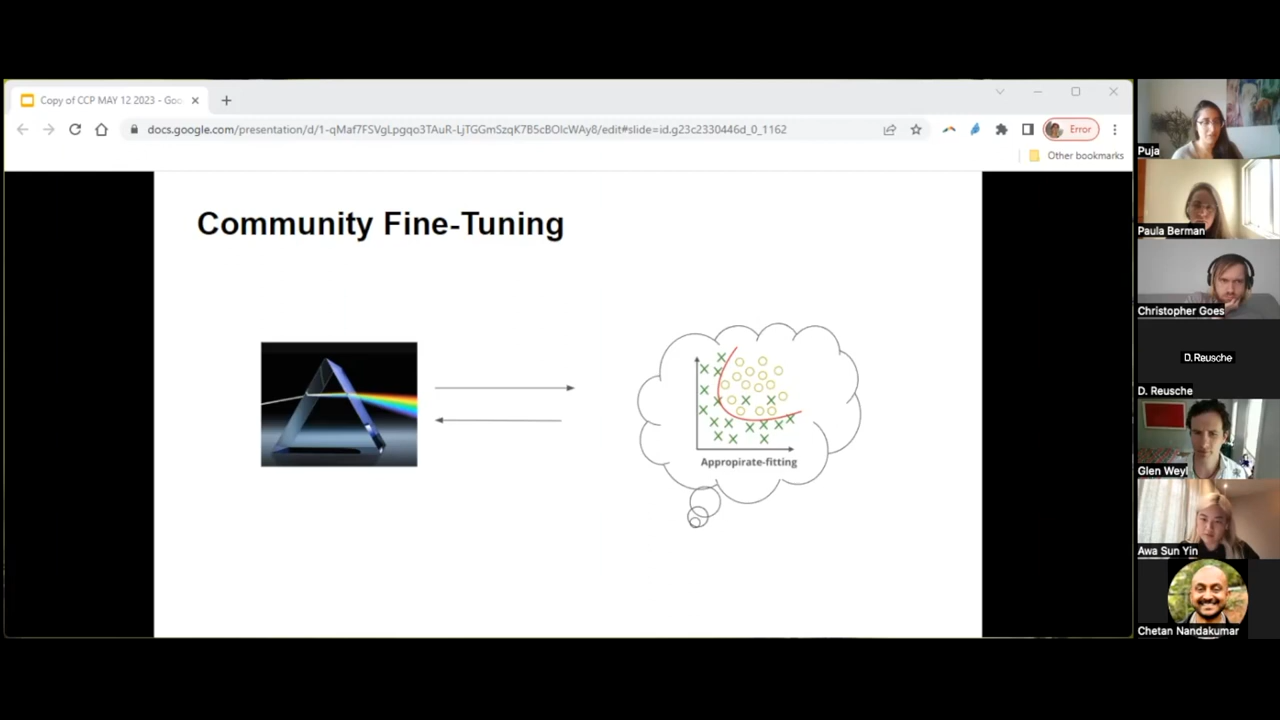 Copy of CCP MAY 12 2023 - Goo
docs.google.com/presentation/d/1-qMaf7FSVgLpgqo3TAuR-LjTGGmSzqK7B5cBOlcWAy8/edit#slide=id.g23c2330446d_0_1162
Error
Other bookmarks
Community Fine-Tuning
Appropirate-fitting
Puja
Paula Berman
Christopher Goes
D. Reusche
D. Reusche
Glen Weyl
Awa Sun Yin
Chetan Nandakumar